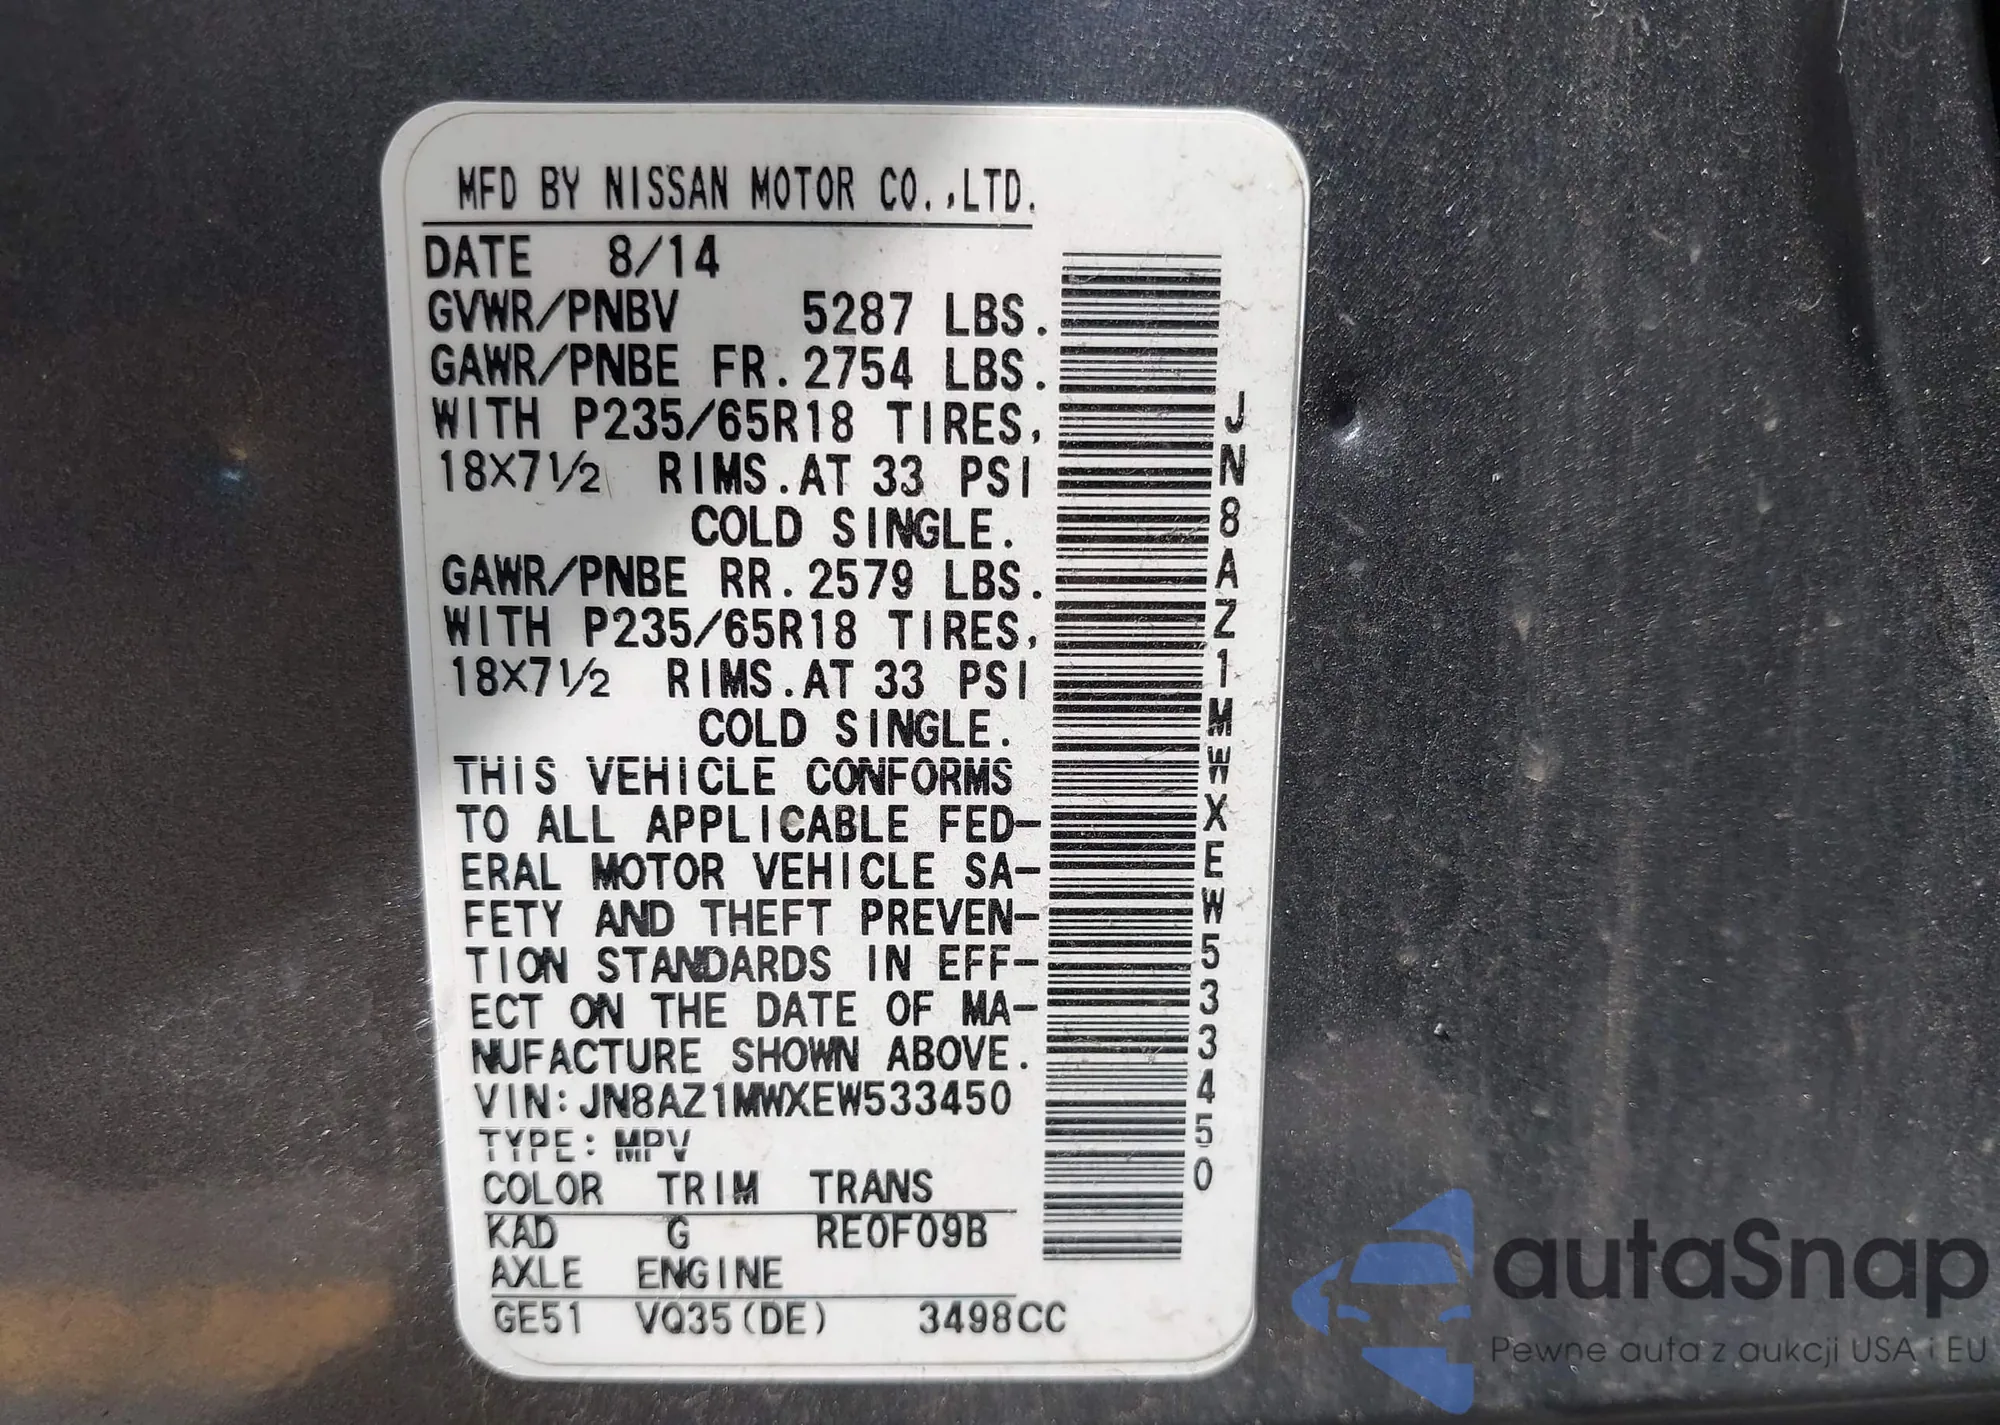 MFD BY NISSAN MOTOR CO.,LTD.
DATE 8/14
GVWR/PNBV 5287 LBS.
GAWR/PNBE FR.2754 LBS.
WITH P235/65R18 TIRES,
18X7½ RIMS.AT 33 PSI
COLD SINGLE.
GAWR/PNBE RR.2579 LBS.
WITH P235/65R18 TIRES,
18X7½ RIMS.AT 33 PSI
COLD SINGLE.
THIS VEHICLE CONFORMS
TO ALL APPLICABLE FED-
ERAL MOTOR VEHICLE SA-
FETY AND THEFT PREVEN-
TION STANDARDS IN EFF-
ECT ON THE DATE OF MA-
NUFACTURE SHOWN ABOVE.
VIN:JN8AZ1MWXEW533450
TYPE: MPV
COLOR TRIM TRANS
KAD G RE0F09B
AXLE ENGINE
GE51 VQ35(DE) 3498CC
JN8AZ1MWXEW533450
autaSnap
Pewne auta z aukcji USA i EU